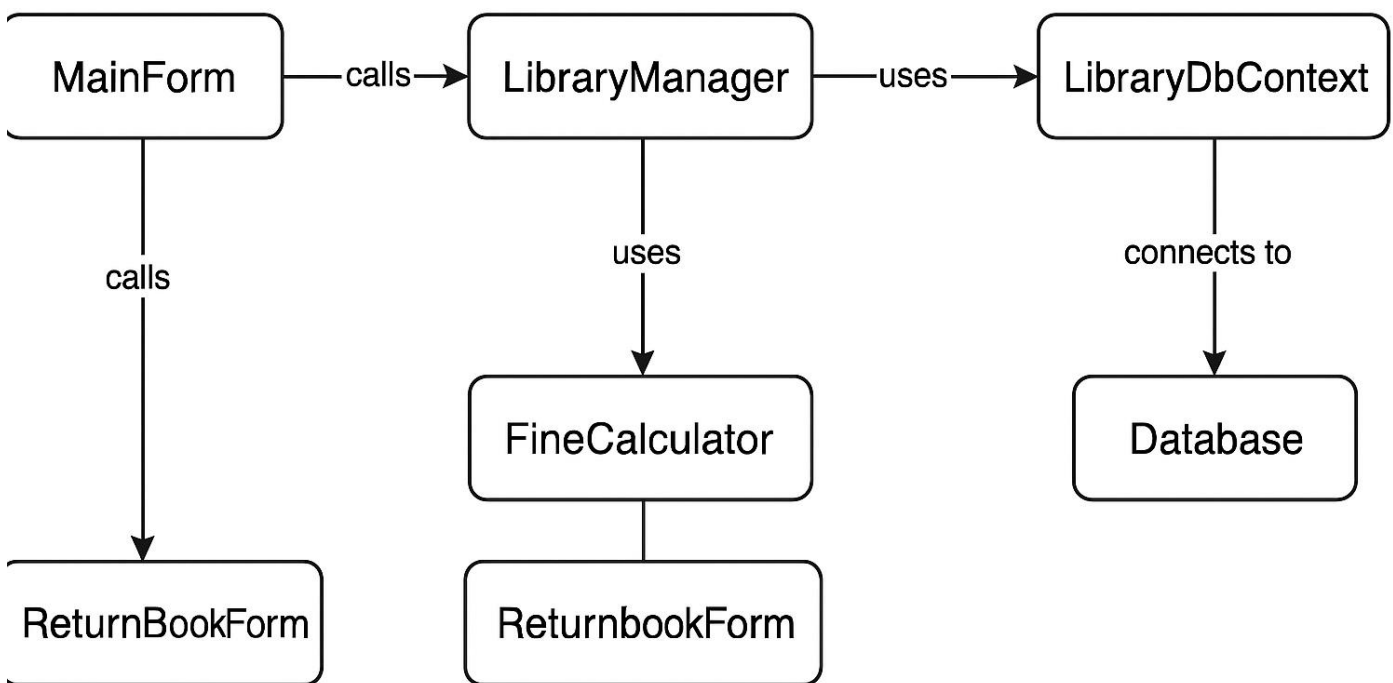 MainForm
calls
LibraryManager
uses
LibraryDbContext
calls
uses
connects to
FineCalculator
Database
ReturnBookForm
ReturnbookForm